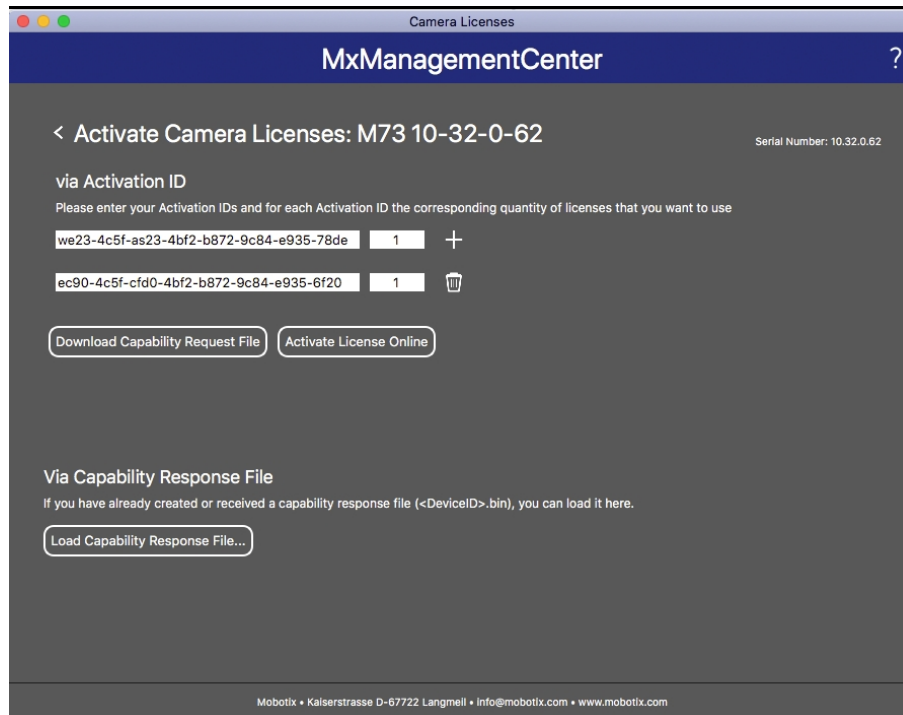 Camera Licenses
MxManagementCenter
?
< Activate Camera Licenses: M73 10-32-0-62
Serial Number: 10.32.0.62
via Activation ID
Please enter your Activation IDs and for each Activation ID the corresponding quantity of licenses that you want to use
we23-4c5f-as23-4bf2-b872-9c84-e935-78de 1 +
ec90-4c5f-cfd0-4bf2-b872-9c84-e935-6f20 1
Download Capability Request File Activate License Online
Via Capability Response File
If you have already created or received a capability response file (<DeviceID>.bin), you can load it here.
Load Capability Response File...
Mobotix • Kaiserstrasse D-67722 Langmeil • info@mobotix.com • www.mobotix.com